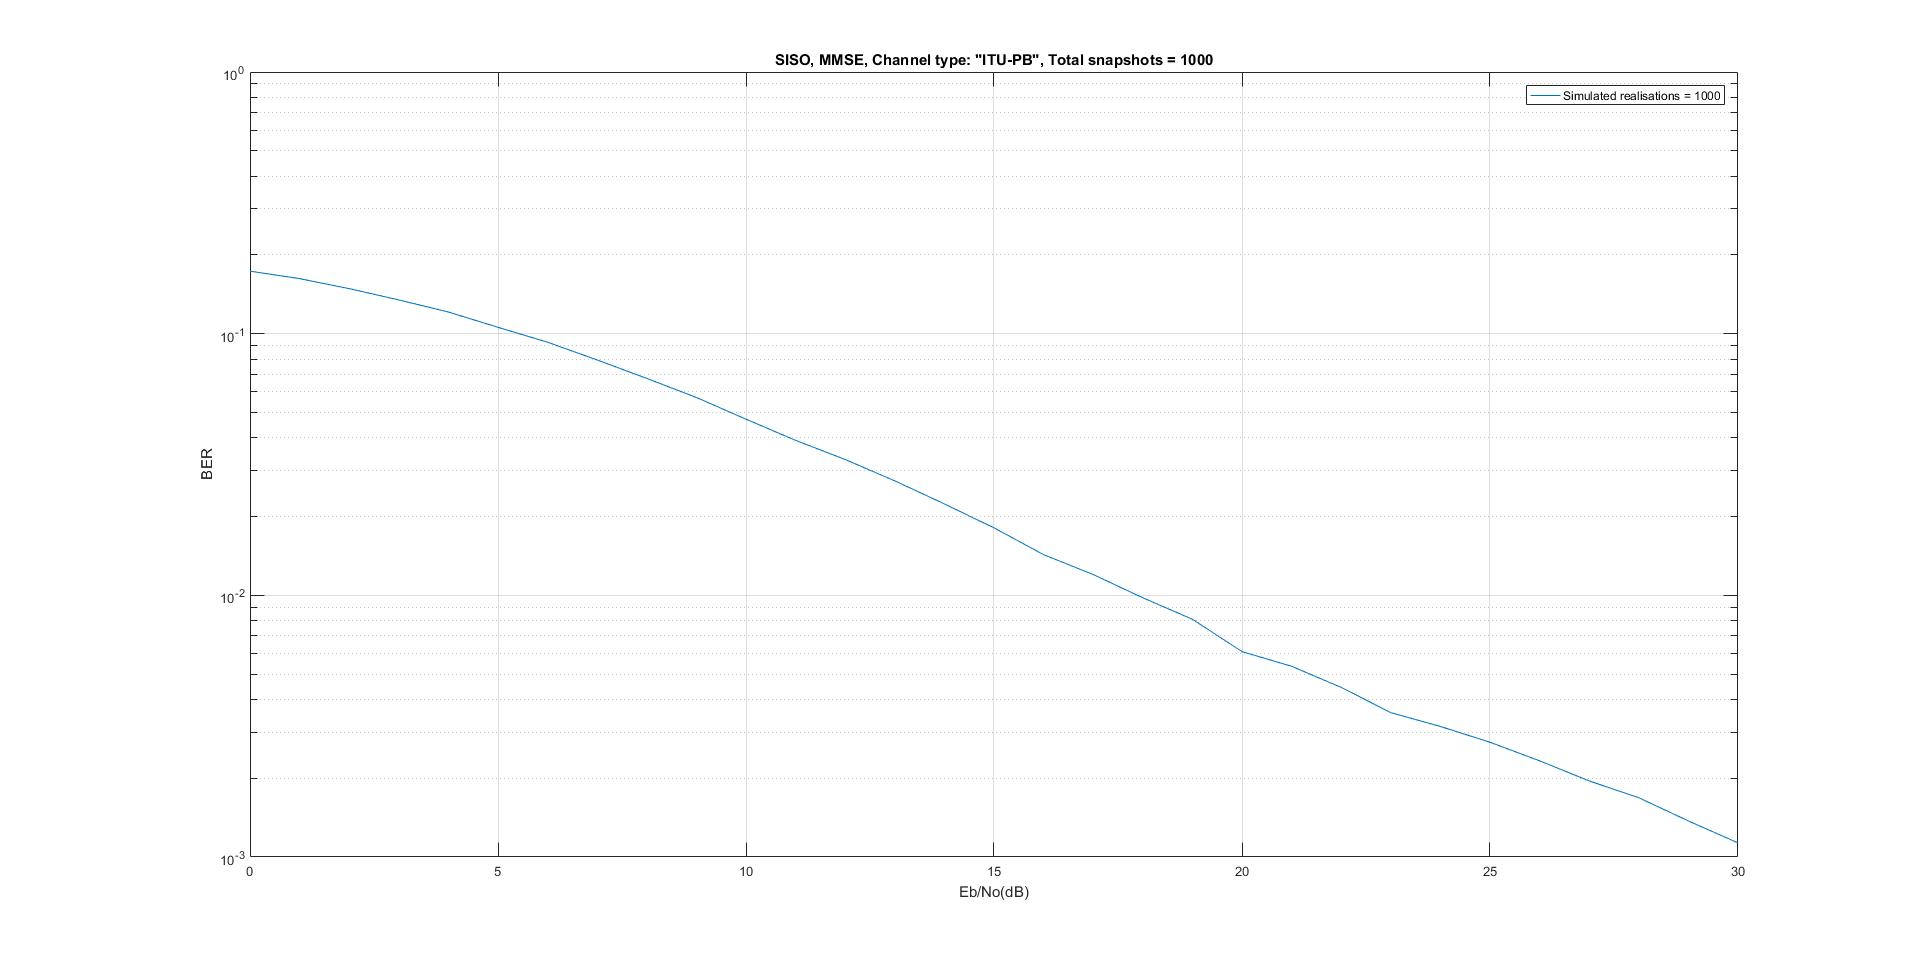 SISO, MMSE, Channel type: "ITU-PB", Total snapshots = 1000
Simulated realisations = 1000
10^0
10^-1
10^-2
10^-3
BER
0 5 10 15 20 25 30
Eb/No(dB)